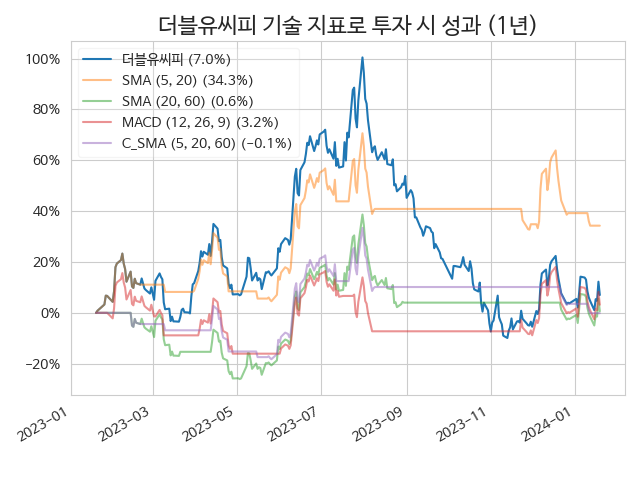 더블유씨피 기술 지표로 투자 시 성과 (1년)
더블유씨피 (7.0%)
SMA (5, 20) (34.3%)
SMA (20, 60) (0.6%)
MACD (12, 26, 9) (3.2%)
C_SMA (5, 20, 60) (−0.1%)
100%
80%
60%
40%
20%
0%
−20%
2023-01
2023-03
2023-05
2023-07
2023-09
2023-11
2024-01